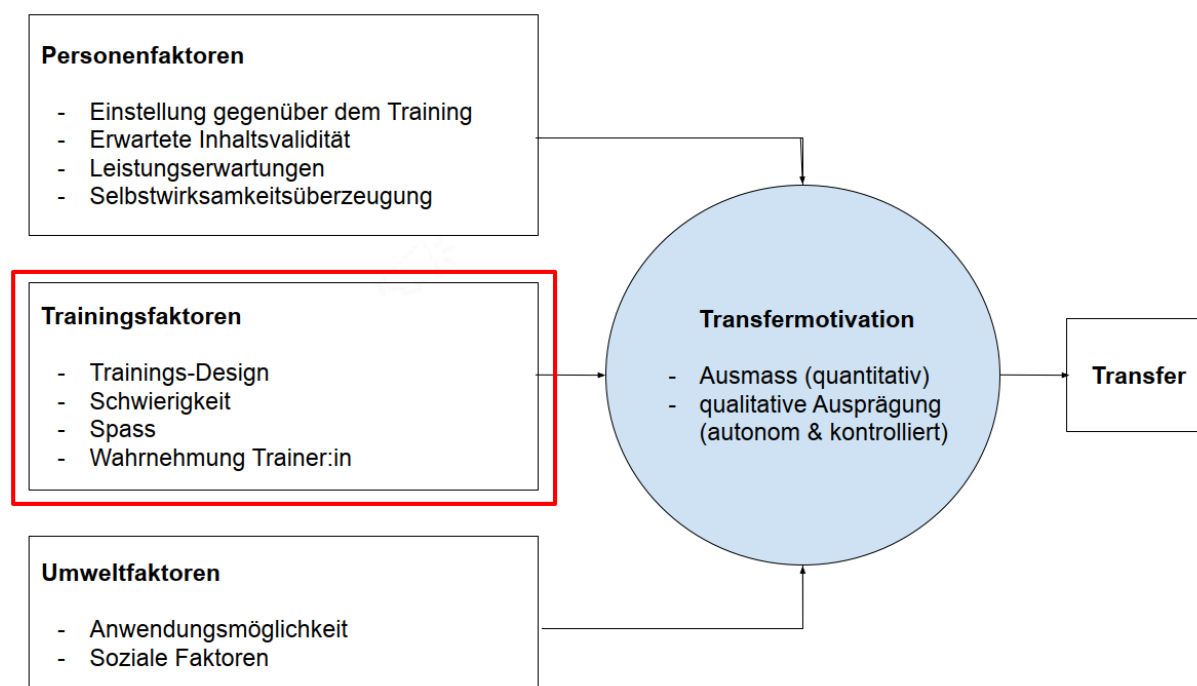 Personenfaktoren
- Einstellung gegenüber dem Training
- Erwartete Inhaltsvalidität
- Leistungserwartungen
- Selbstwirksamkeitsüberzeugung
Trainingsfaktoren
- Trainings-Design
- Schwierigkeit
- Spass
- Wahrnehmung Trainer:in
Umweltfaktoren
- Anwendungsmöglichkeit
- Soziale Faktoren
Transfermotivation
- Ausmass (quantitativ)
- qualitative Ausprägung
(autonom & kontrolliert)
Transfer